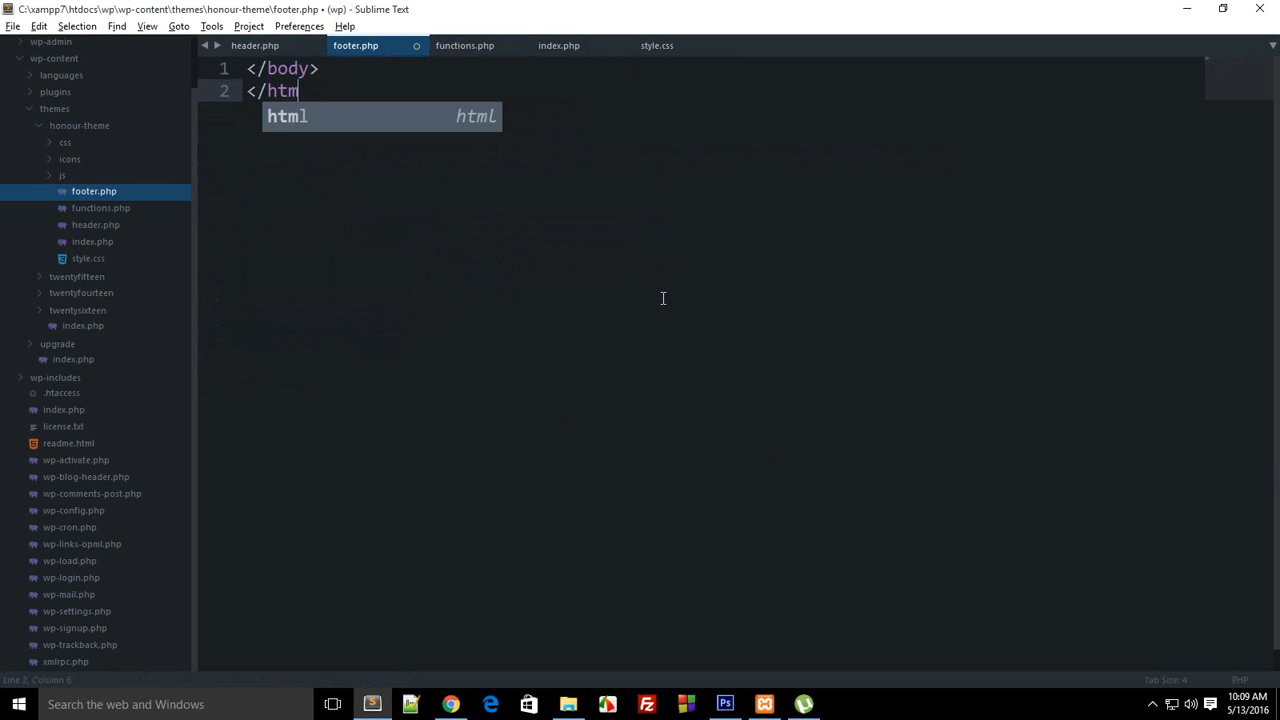 C:\xampp7\htdocs\wp\wp-content\themes\honour-theme\footer.php • (wp) - Sublime Text
File Edit Selection Find View Goto Tools Project Preferences Help
header.php footer.php functions.php index.php style.css
wp-admin
wp-content
languages
plugins
themes
honour-theme
css
icons
js
footer.php
functions.php
header.php
index.php
style.css
twentyfifteen
twentyfourteen
twentysixteen
index.php
upgrade
index.php
wp-includes
.htaccess
index.php
license.txt
readme.html
wp-activate.php
wp-blog-header.php
wp-comments-post.php
wp-config.php
wp-cron.php
wp-links-opml.php
wp-load.php
wp-login.php
wp-mail.php
wp-settings.php
wp-signup.php
wp-trackback.php
xmlrpc.php
1 </body>
2 </htm
html html
Line 2, Column 6 Tab Size: 4 PHP
Search the web and Windows
10:09 AM
5/13/2016